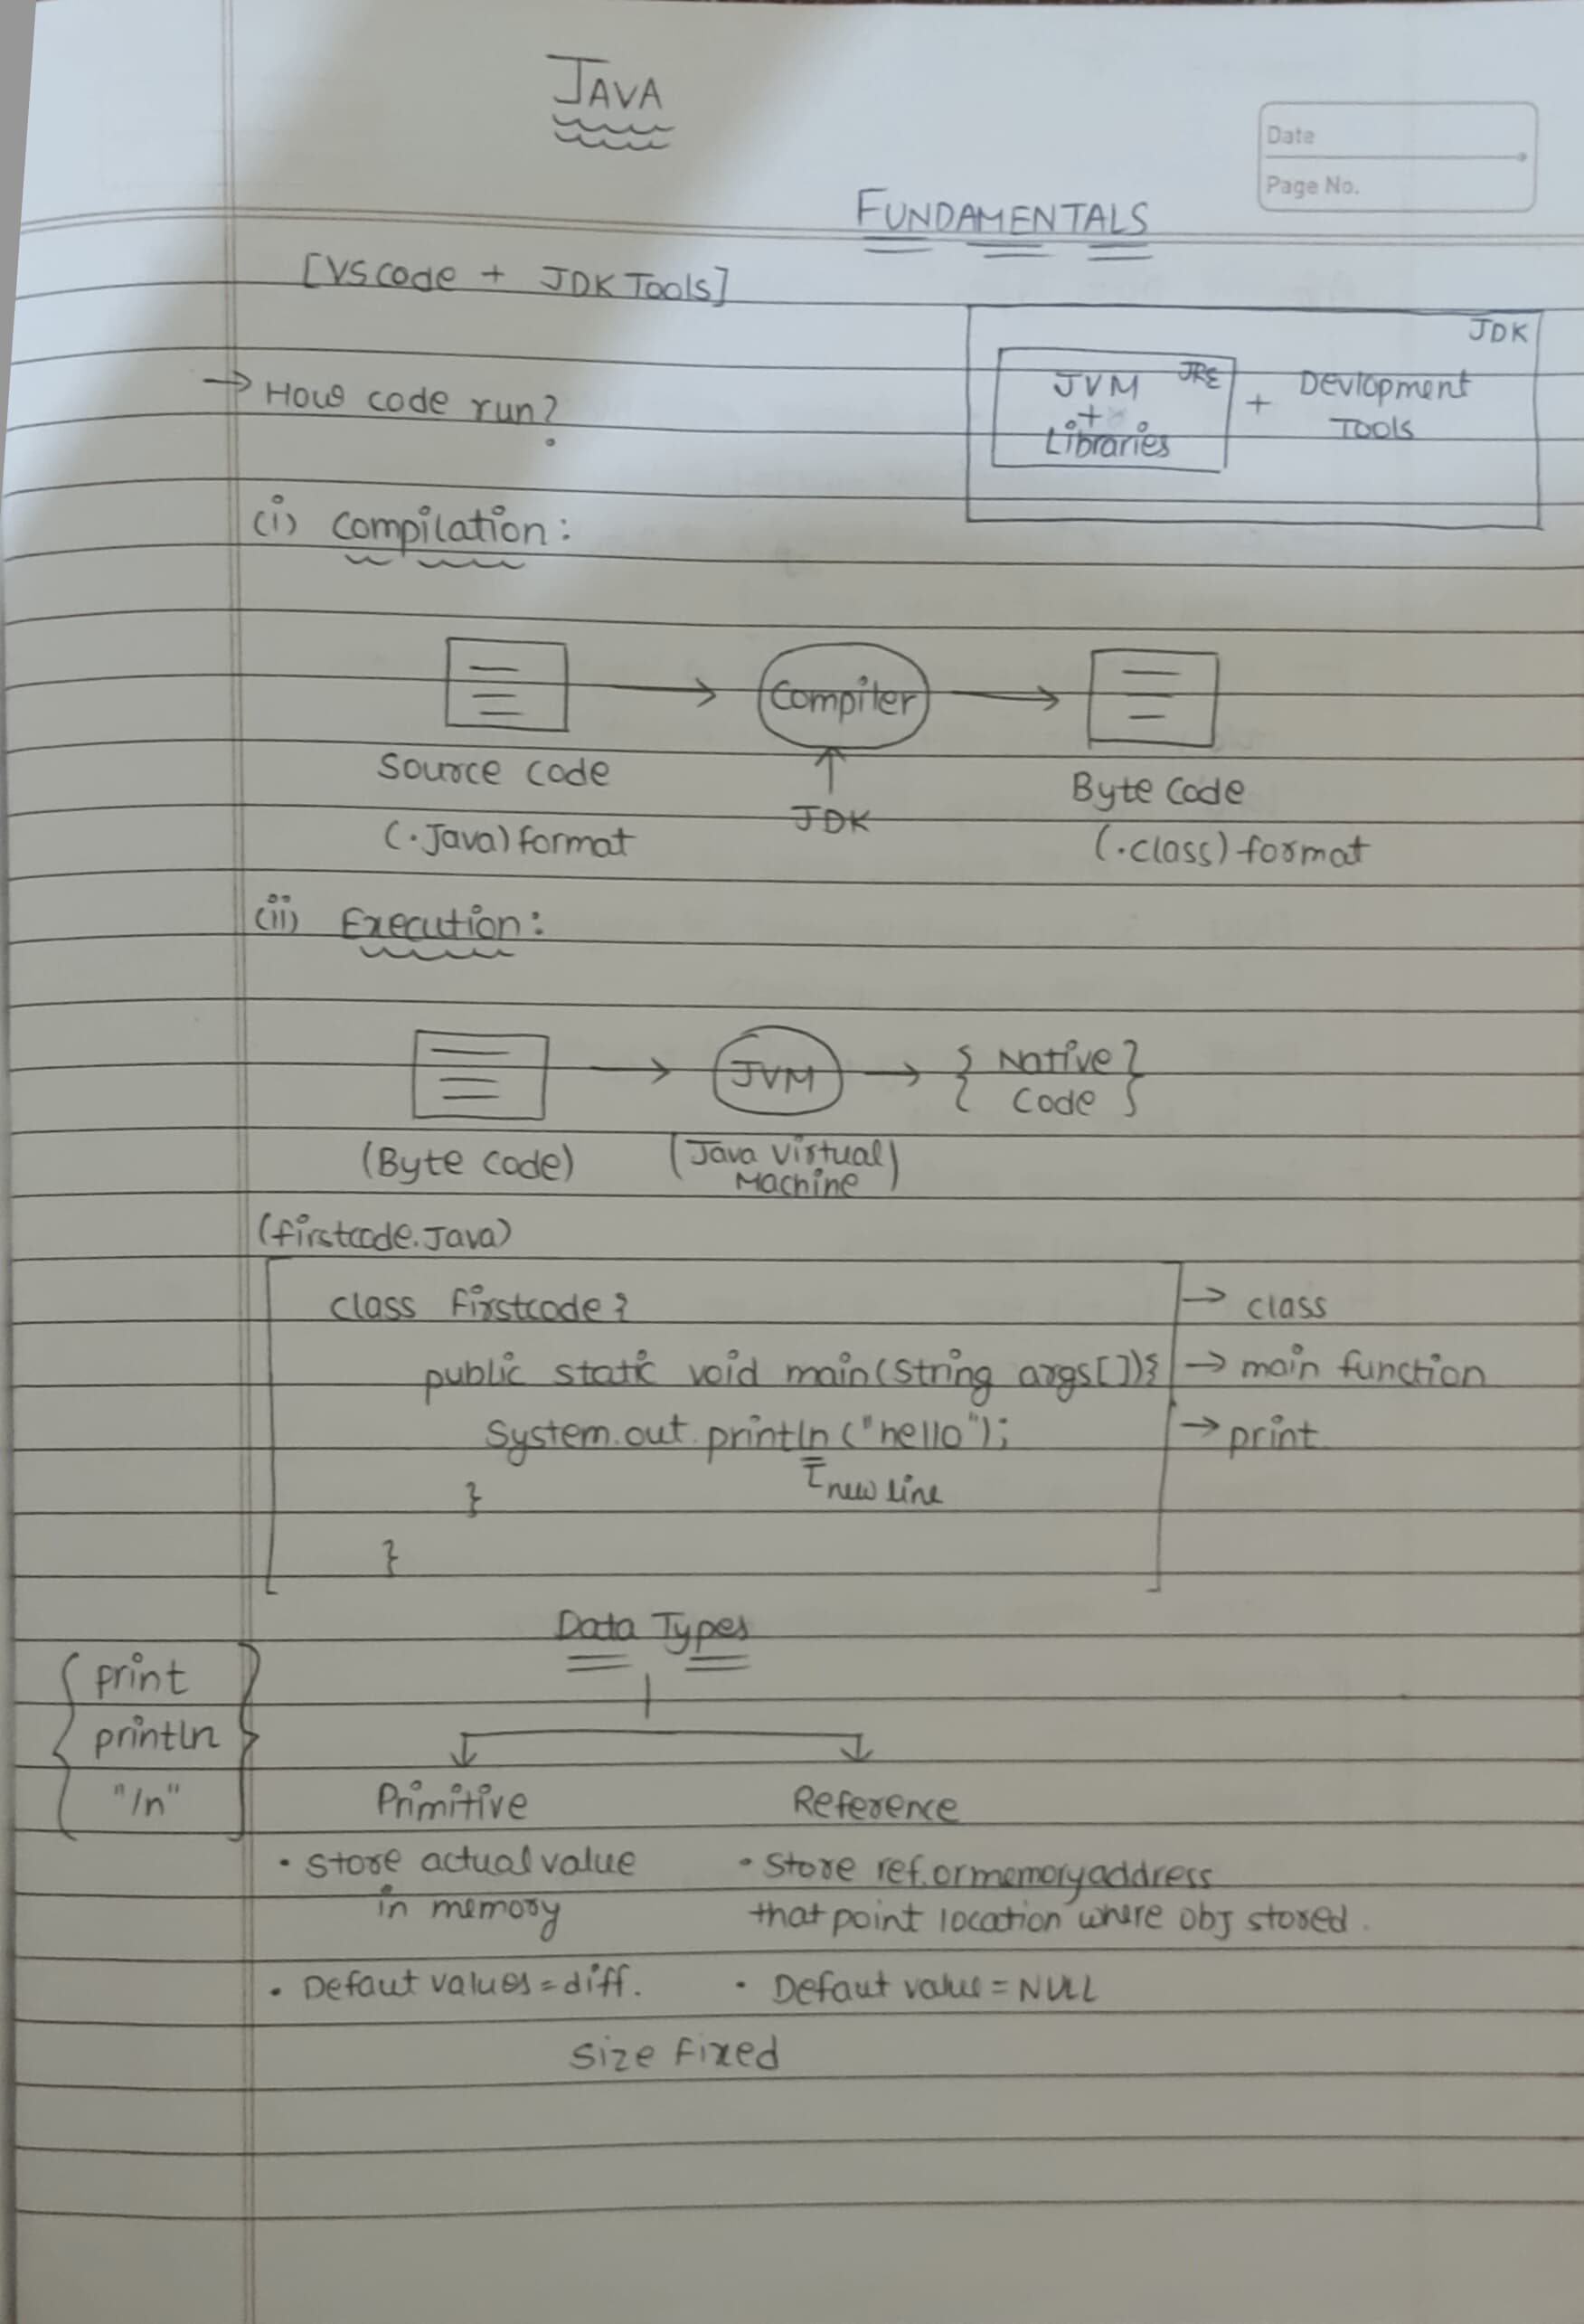 JAVA
Date
Page No.
FUNDAMENTALS
[VS code + JDK Tools]
JDK
JRE
JVM
+
Libraries
+ Devlopment
Tools
→ How code run?
(i) Compilation:
Compiler
Source code
JDK
Byte Code
(.Java) format
(.class) format
(ii) Execution:
JVM
{ Native
Code }
(Byte code)
(Java Virtual
Machine)
(firstcode.Java)
class Firstcode {
→ class
public static void main(String args[]){
→ main function
System.out.println("hello");
→ print
new line
}
}
Data Types
print
println
"/n"
Primitive
Reference
• store actual value
in memory
• Store ref. or memory address
that point location where obj stored.
• Defaut values = diff.
• Defaut value = NULL
Size Fixed